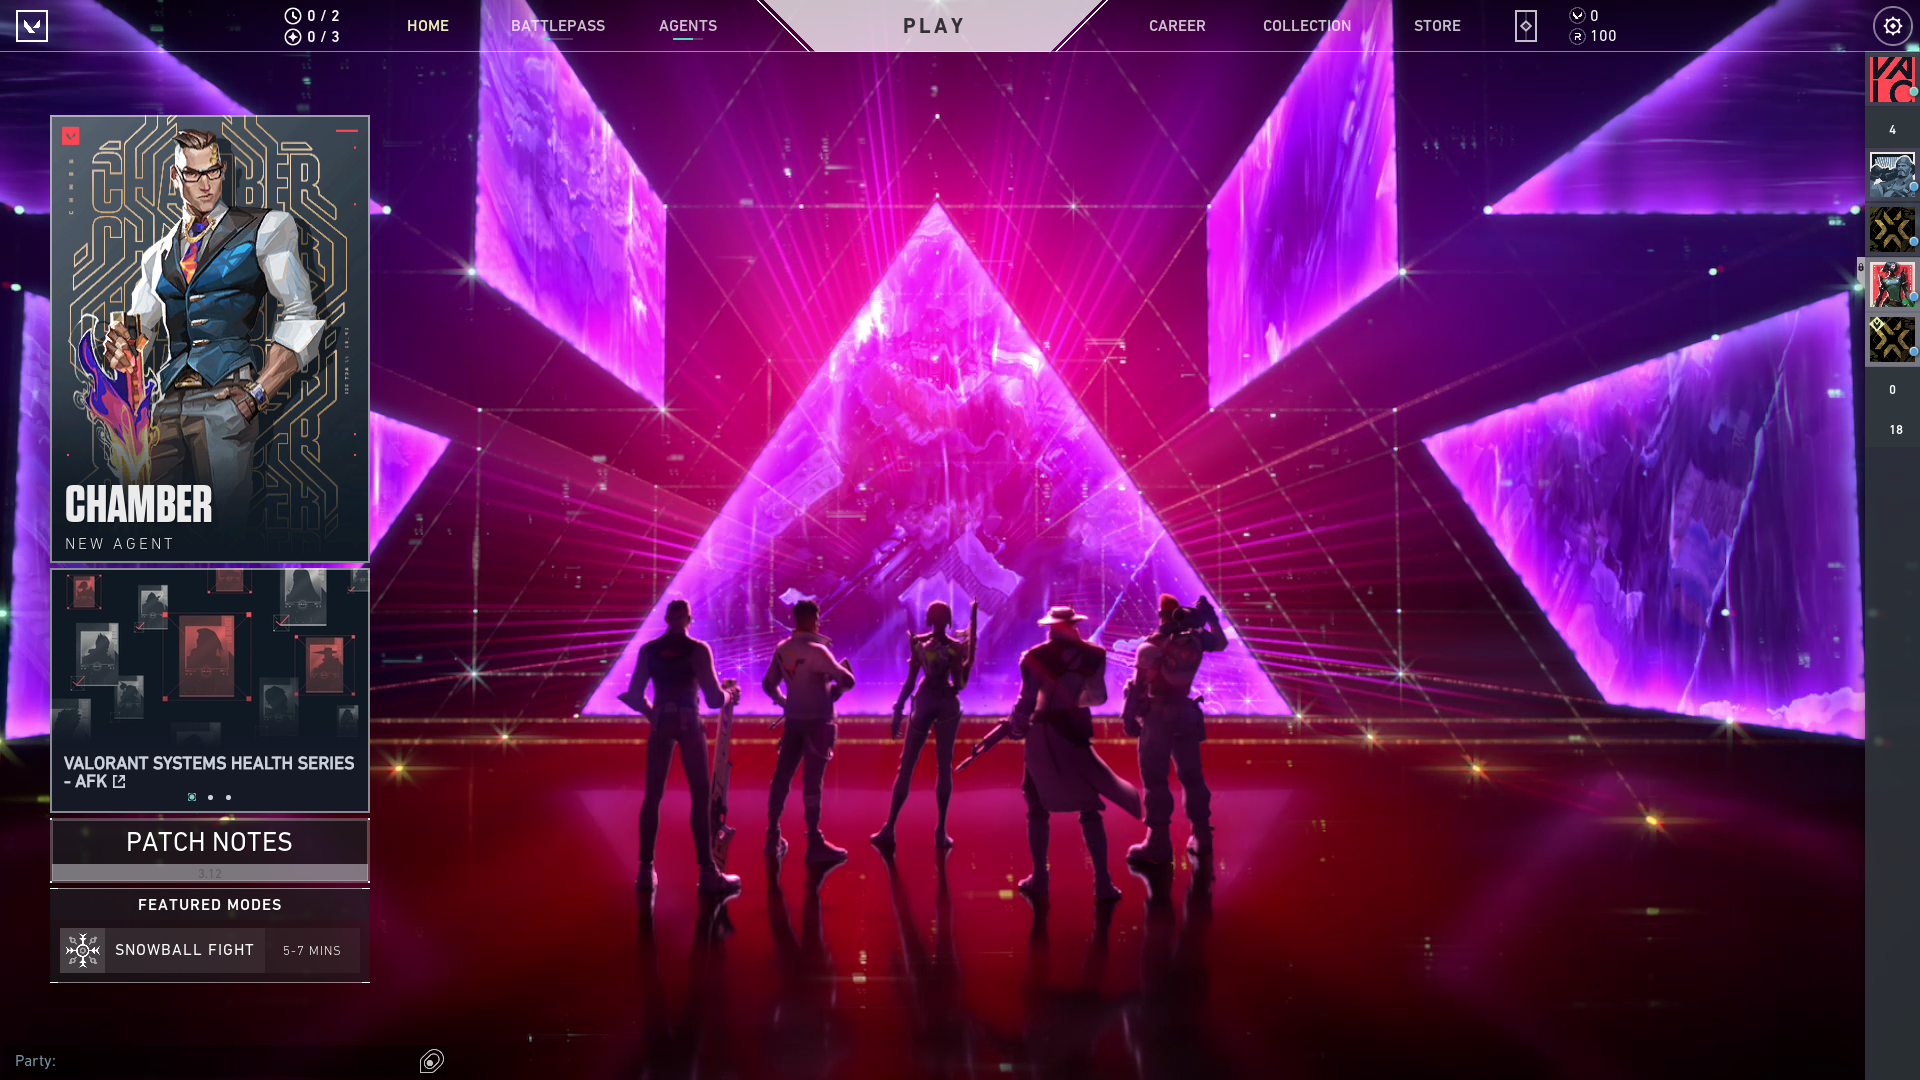 0 / 2
0 / 3
HOME
BATTLEPASS
AGENTS
PLAY
CAREER
COLLECTION
STORE
0
100
4
0
18
CHAMBER
NEW AGENT
VALORANT SYSTEMS HEALTH SERIES
- AFK
PATCH NOTES
3.12
FEATURED MODES
SNOWBALL FIGHT
5-7 MINS
Party: